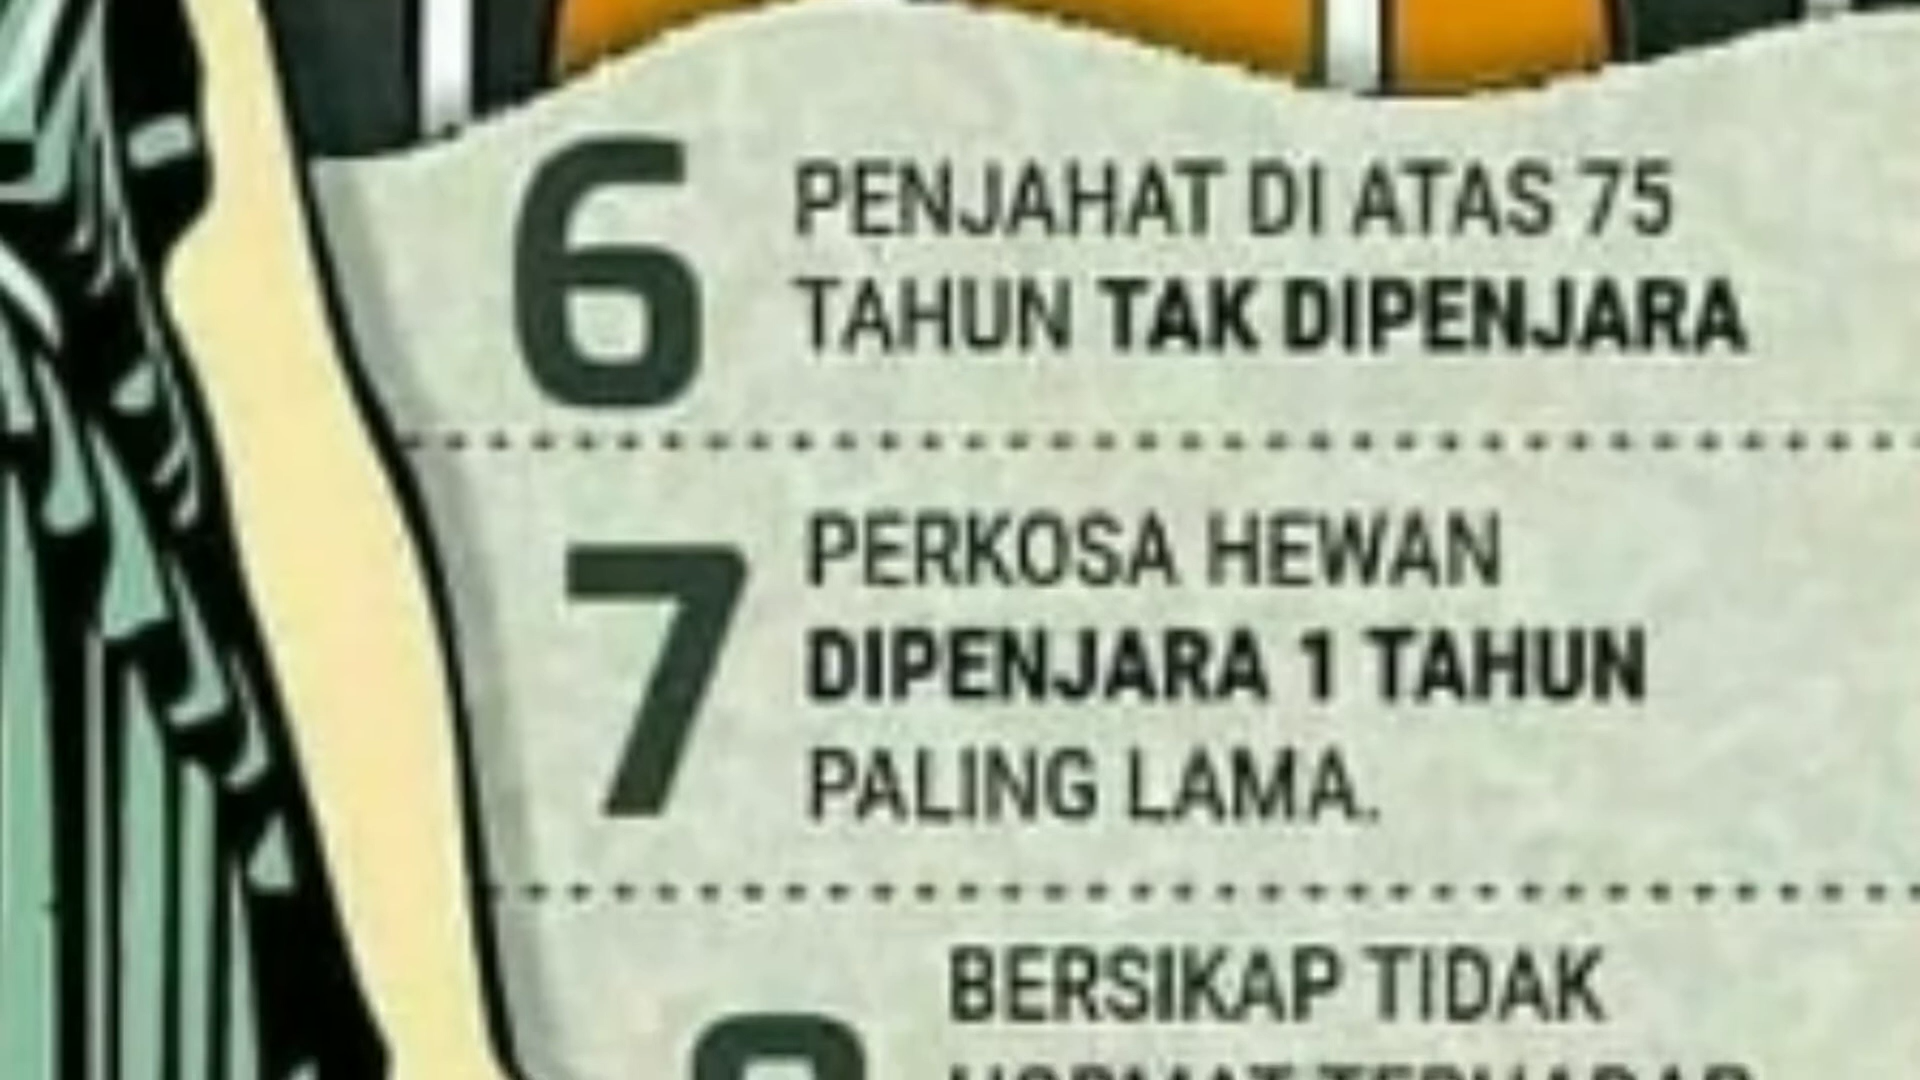 6
PENJAHAT DI ATAS 75
TAHUN TAK DIPENJARA
7
PERKOSA HEWAN
DIPENJARA 1 TAHUN
PALING LAMA.
BERSIKAP TIDAK